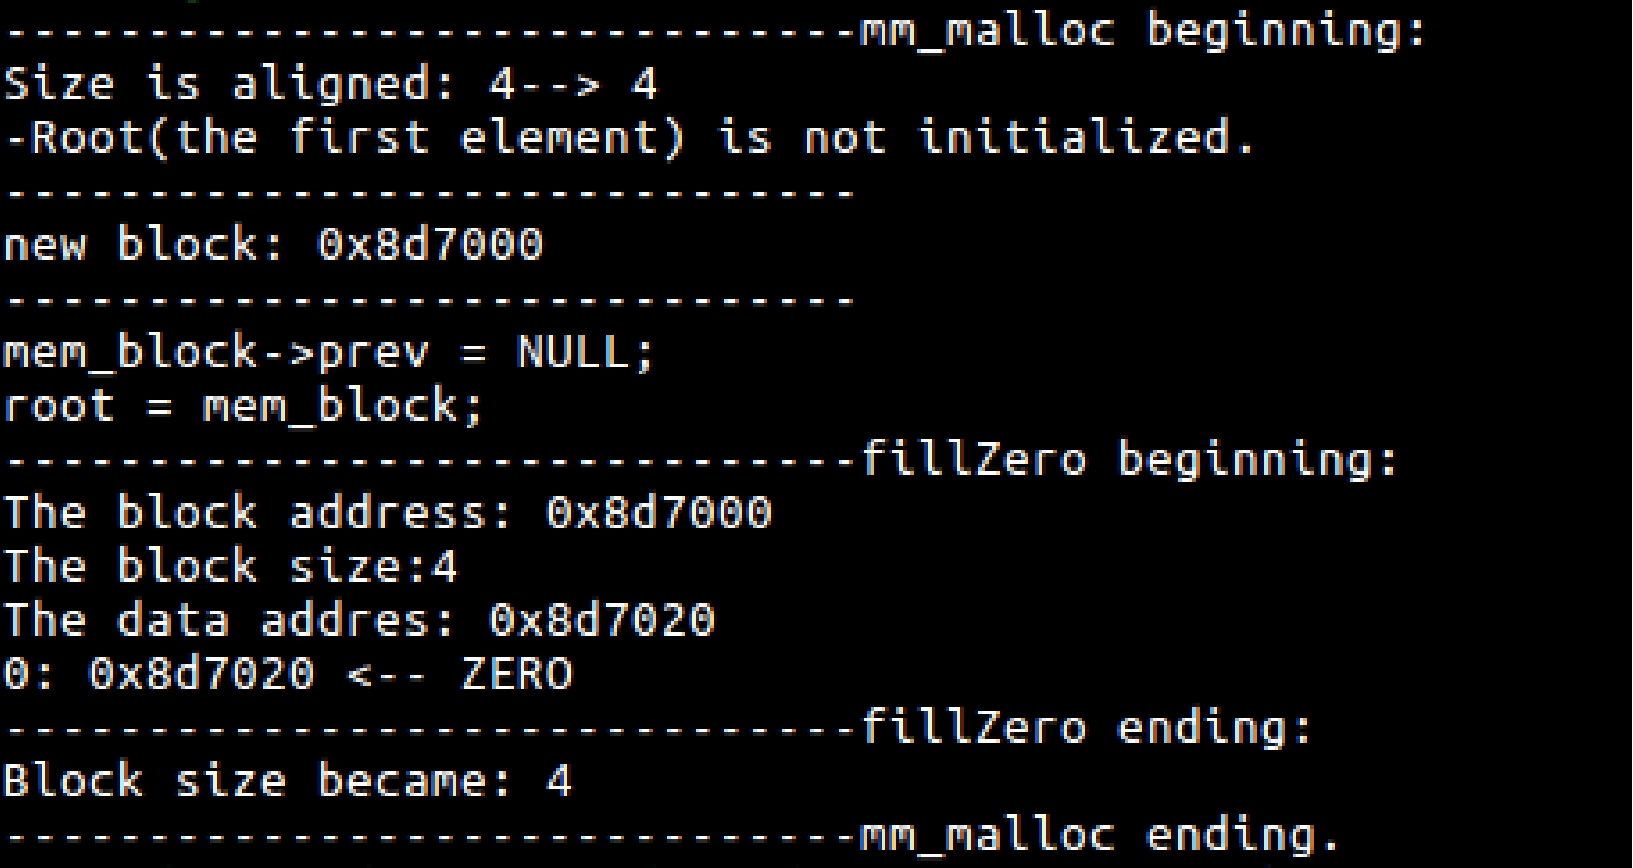 ------------------------------mm_malloc beginning:
Size is aligned: 4--> 4
-Root(the first element) is not initialized.
------------------------------
new block: 0x8d7000
------------------------------
mem_block->prev = NULL;
root = mem_block;
------------------------------fillZero beginning:
The block address: 0x8d7000
The block size:4
The data addres: 0x8d7020
0: 0x8d7020 <-- ZERO
------------------------------fillZero ending:
Block size became: 4
------------------------------mm_malloc ending.